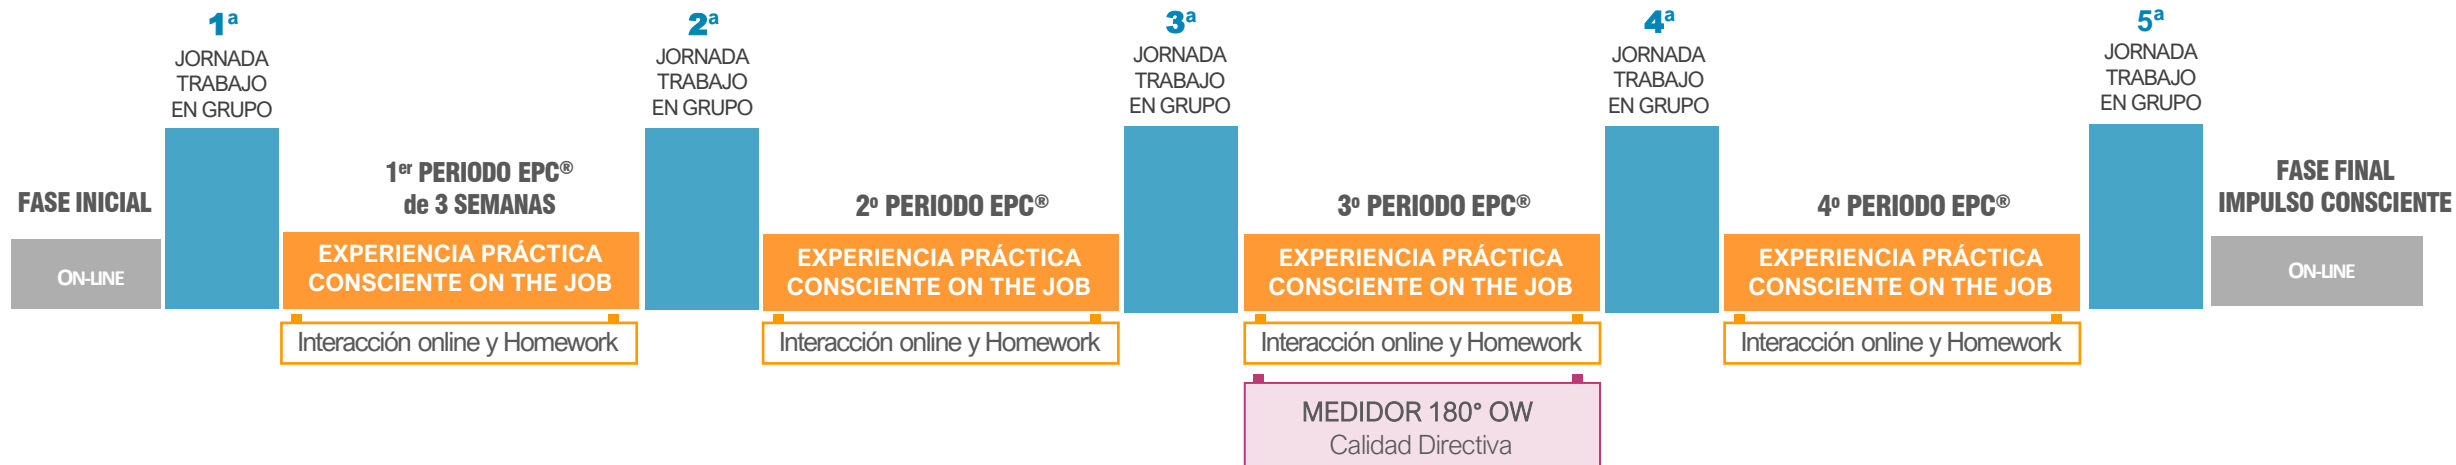 1ª
JORNADA
TRABAJO
EN GRUPO
2ª
JORNADA
TRABAJO
EN GRUPO
3ª
JORNADA
TRABAJO
EN GRUPO
4ª
JORNADA
TRABAJO
EN GRUPO
5ª
JORNADA
TRABAJO
EN GRUPO
FASE INICIAL
ON-LINE
1er PERIODO EPC®
de 3 SEMANAS
EXPERIENCIA PRÁCTICA
CONSCIENTE ON THE JOB
Interacción online y Homework
2º PERIODO EPC®
EXPERIENCIA PRÁCTICA
CONSCIENTE ON THE JOB
Interacción online y Homework
3º PERIODO EPC®
EXPERIENCIA PRÁCTICA
CONSCIENTE ON THE JOB
Interacción online y Homework
MEDIDOR 180° OW
Calidad Directiva
4º PERIODO EPC®
EXPERIENCIA PRÁCTICA
CONSCIENTE ON THE JOB
Interacción online y Homework
FASE FINAL
IMPULSO CONSCIENTE
ON-LINE